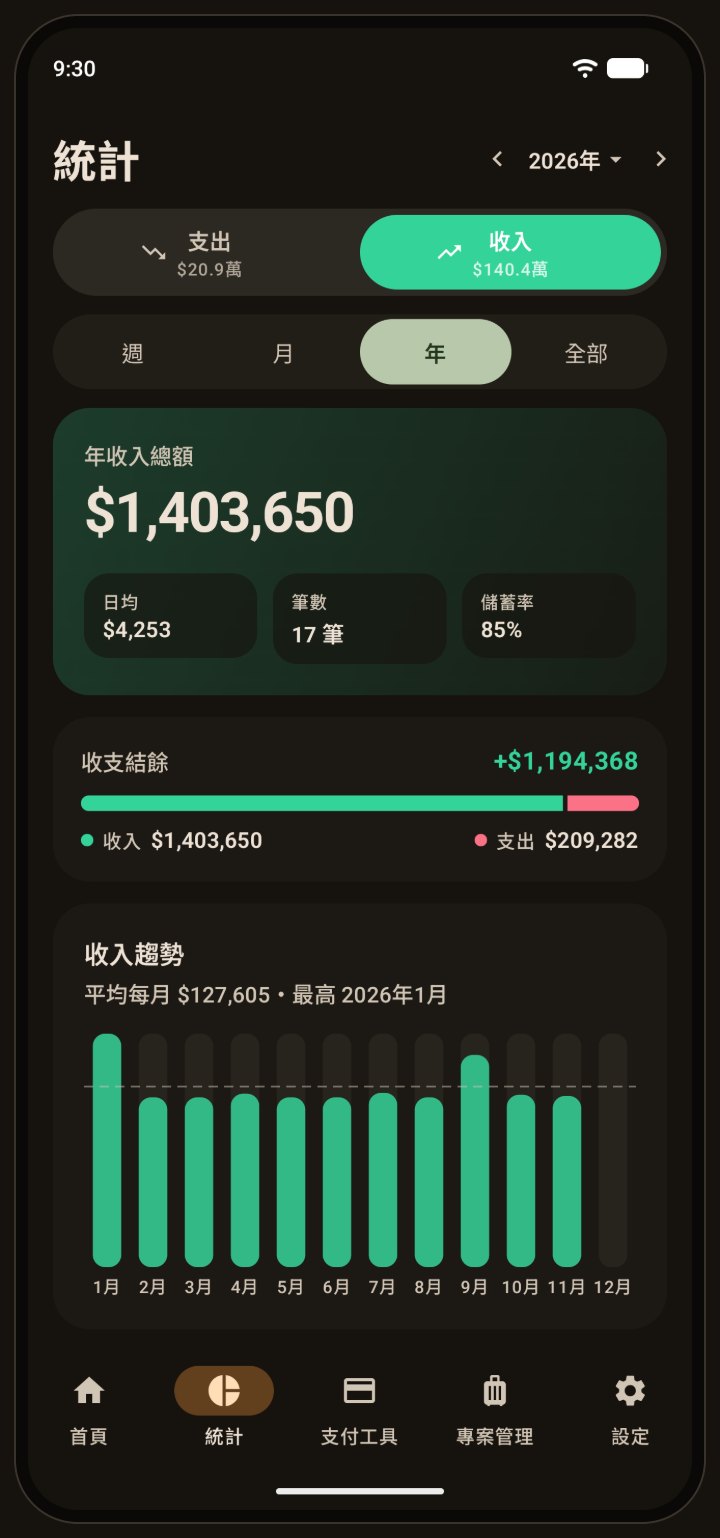 9:30
統計
2026年
支出
$20.9萬
收入
$140.4萬
週
月
年
全部
年收入總額
$1,403,650
日均
$4,253
筆數
17 筆
儲蓄率
85%
收支結餘
+$1,194,368
收入 $1,403,650
支出 $209,282
收入趨勢
平均每月 $127,605・最高 2026年1月
1月 2月 3月 4月 5月 6月 7月 8月 9月 10月 11月 12月
首頁
統計
支付工具
專案管理
設定